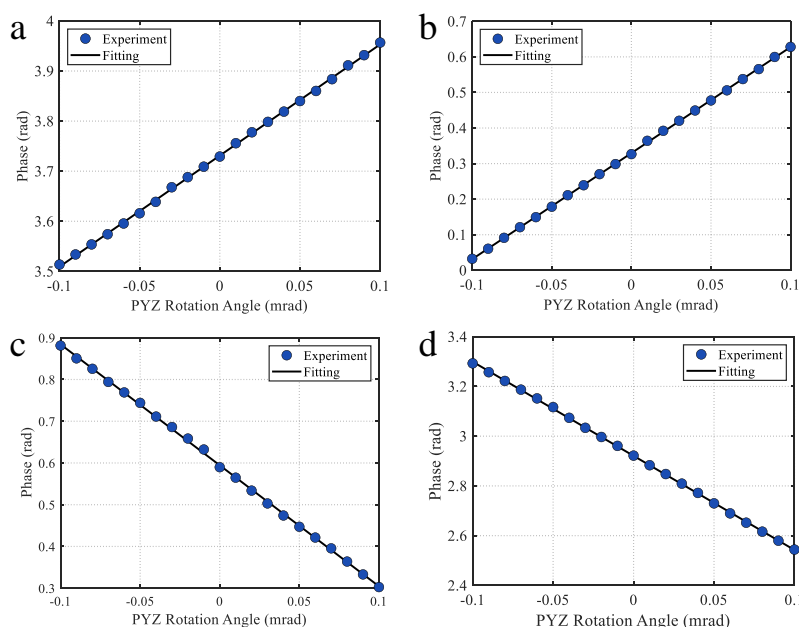 a
4
3.9
3.8
3.7
3.6
3.5
Phase (rad)
Experiment
Fitting
-0.1
-0.05
0
0.05
0.1
PYZ Rotation Angle (mrad)
b
0.7
0.6
0.5
0.4
0.3
0.2
0.1
0
Phase (rad)
Experiment
Fitting
-0.1
-0.05
0
0.05
0.1
PYZ Rotation Angle (mrad)
c
0.9
0.8
0.7
0.6
0.5
0.4
0.3
Phase (rad)
Experiment
Fitting
-0.1
-0.05
0
0.05
0.1
PYZ Rotation Angle (mrad)
d
3.4
3.2
3
2.8
2.6
2.4
Phase (rad)
Experiment
Fitting
-0.1
-0.05
0
0.05
0.1
PYZ Rotation Angle (mrad)